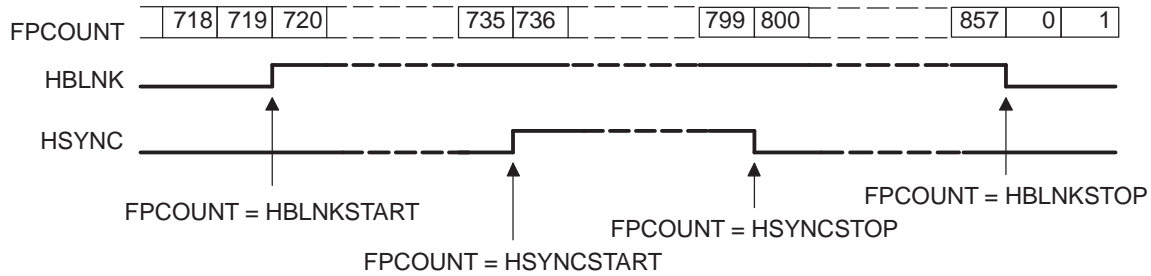 FPCOUNT 718 719 720 735 736 799 800 857 0 1
HBLNK
HSYNC
FPCOUNT = HBLNKSTART
FPCOUNT = HSYNCSTART
FPCOUNT = HSYNCSTOP
FPCOUNT = HBLNKSTOP